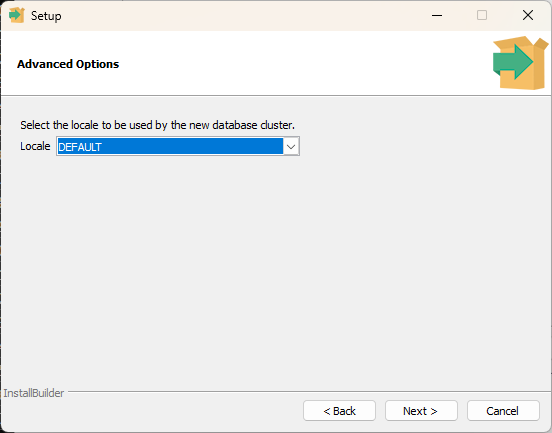 Setup
Advanced Options
Select the locale to be used by the new database cluster.
Locale DEFAULT
InstallBuilder
< Back Next > Cancel